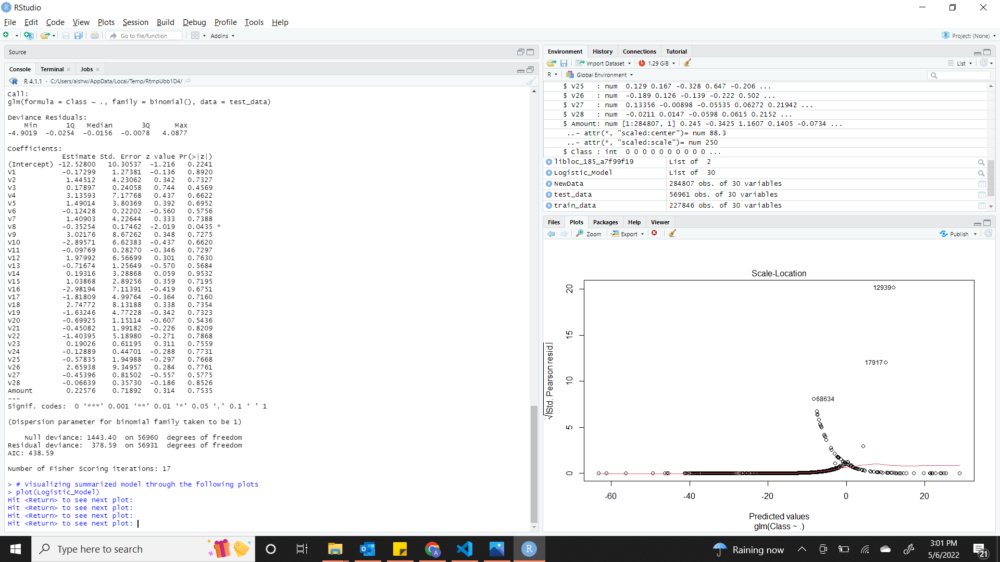 RStudio
File Edit Code View Plots Session Build Debug Profile Tools Help
Go to file/function Addins
Project: (None)
Source
Console Terminal Jobs
R 4.1.1 · C:/Users/aishw/AppData/Local/Temp/RtmpUbb1D4/
Call:
glm(formula = Class ~ ., family = binomial(), data = test_data)
Deviance Residuals:
Min 1Q Median 3Q Max
-4.9019 -0.0254 -0.0156 -0.0078 4.0877
Coefficients:
Estimate Std. Error z value Pr(>|z|)
(Intercept) -12.52800 10.30537 -1.216 0.2241
V1 -0.17299 1.27381 -0.136 0.8920
V2 1.44512 4.23062 0.342 0.7327
V3 0.17897 0.24058 0.744 0.4569
V4 3.13593 7.17768 0.437 0.6622
V5 1.49014 3.80369 0.392 0.6952
V6 -0.12428 0.22202 -0.560 0.5756
V7 1.40903 4.22644 0.333 0.7388
V8 -0.35254 0.17462 -2.019 0.0435 *
V9 3.02176 8.67262 0.348 0.7275
V10 -2.89571 6.62383 -0.437 0.6620
V11 -0.09769 0.28270 -0.346 0.7297
V12 1.97992 6.56699 0.301 0.7630
V13 -0.71674 1.25649 -0.570 0.5684
V14 0.19316 3.28868 0.059 0.9532
V15 1.03868 2.89256 0.359 0.7195
V16 -2.98194 7.11391 -0.419 0.6751
V17 -1.81809 4.99764 -0.364 0.7160
V18 2.74772 8.13188 0.338 0.7354
V19 -1.63246 4.77228 -0.342 0.7323
V20 -0.69925 1.15114 -0.607 0.5436
V21 -0.45082 1.99182 -0.226 0.8209
V22 -1.40395 5.18980 -0.271 0.7868
V23 0.19026 0.61195 0.311 0.7559
V24 -0.12889 0.44701 -0.288 0.7731
V25 -0.57835 1.94988 -0.297 0.7668
V26 2.65938 9.34957 0.284 0.7761
V27 -0.45396 0.81502 -0.557 0.5775
V28 -0.06639 0.35730 -0.186 0.8526
Amount 0.22576 0.71892 0.314 0.7535
---
Signif. codes: 0 ‘***’ 0.001 ‘**’ 0.01 ‘*’ 0.05 ‘.’ 0.1 ‘ ’ 1
(Dispersion parameter for binomial family taken to be 1)
Null deviance: 1443.40 on 56960 degrees of freedom
Residual deviance: 378.59 on 56931 degrees of freedom
AIC: 438.59
Number of Fisher Scoring iterations: 17
> # Visualizing summarized model through the following plots
> plot(Logistic_Model)
Hit <Return> to see next plot:
Hit <Return> to see next plot:
Hit <Return> to see next plot:
Hit <Return> to see next plot:
Environment History Connections Tutorial
Import Dataset 1.29 GiB List
R Global Environment
$ V25 : num 0.129 0.167 -0.328 0.647 -0.206 ...
$ V26 : num -0.189 0.126 -0.139 -0.222 0.502 ...
$ V27 : num 0.13356 -0.00898 -0.05535 0.06272 0.21942 ...
$ V28 : num -0.0211 0.0147 -0.0598 0.0615 0.2152 ...
$ Amount: num [1:284807, 1] 0.245 -0.3425 1.1607 0.1405 -0.0734 ...
..- attr(*, "scaled:center")= num 88.3
..- attr(*, "scaled:scale")= num 250
$ Class : int 0 0 0 0 0 0 0 0 0 0 ...
libloc_185_a7f99f19 List of 2
Logistic_Model List of 30
NewData 284807 obs. of 30 variables
test_data 56961 obs. of 30 variables
train_data 227846 obs. of 30 variables
Files Plots Packages Help Viewer
Zoom Export Publish
Scale-Location
√|Std. Pearson resid.|
20
15
10
5
0
12939
17917
68634
-60 -40 -20 0 20
Predicted values
glm(Class ~ .)
Type here to search
Raining now
3:01 PM
5/6/2022
21